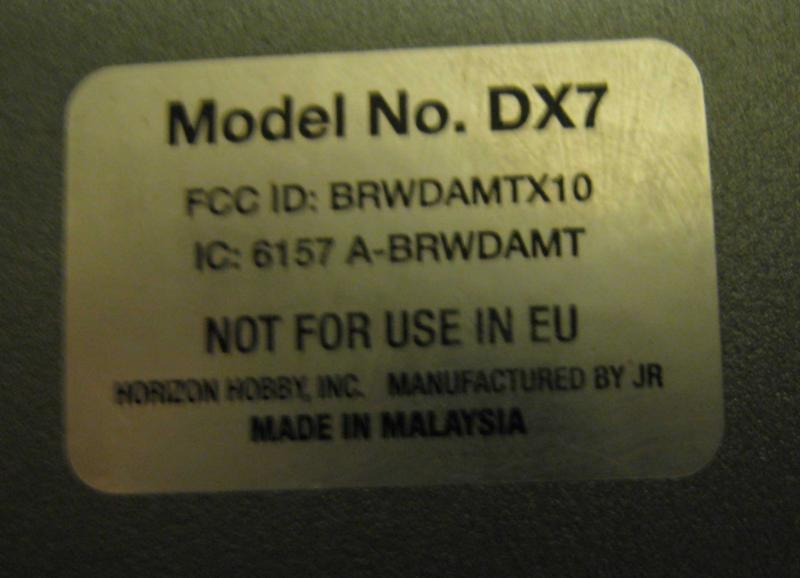 Model No. DX7
FCC ID: BRWDAMTX10
IC: 6157 A-BRWDAMT
NOT FOR USE IN EU
HORIZON HOBBY, INC. MANUFACTURED BY JR
MADE IN MALAYSIA